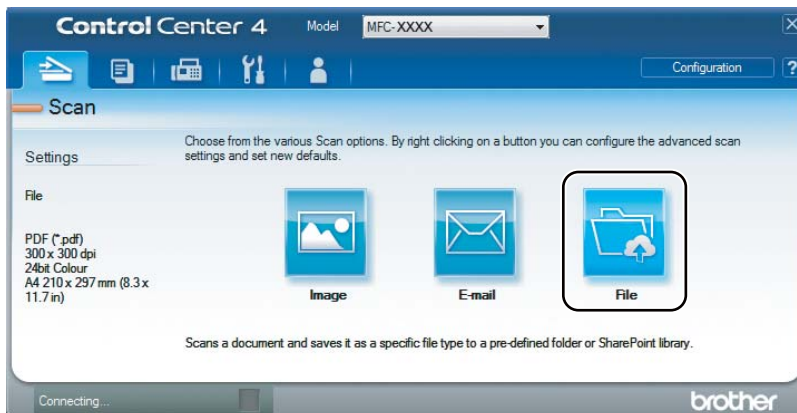 Control Center 4
Model
MFC-XXXX
Configuration
?
Scan
Choose from the various Scan options. By right clicking on a button you can configure the advanced scan
settings and set new defaults.
Settings
File
PDF (*.pdf)
300 x 300 dpi
24bit Colour
A4 210 x 297 mm (8.3 x
11.7 in)
Image
E-mail
File
Scans a document and saves it as a specific file type to a pre-defined folder or SharePoint library.
Connecting...
brother